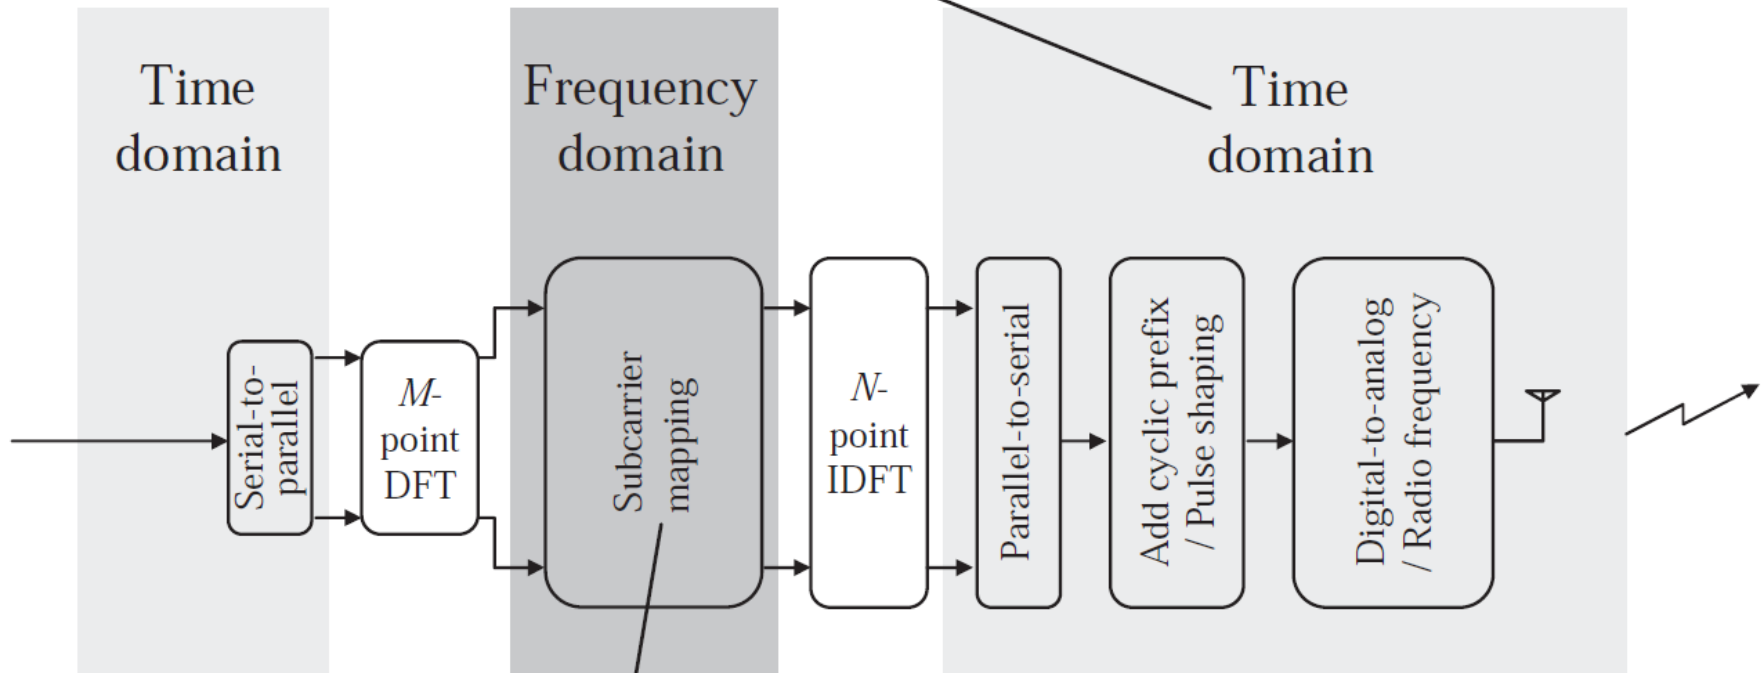 Time
domain
Frequency
domain
Time
domain
Serial-to-
parallel
M-
point
DFT
Subcarrier
mapping
N-
point
IDFT
Parallel-to-serial
Add cyclic prefix
/ Pulse shaping
Digital-to-analog
/ Radio frequency